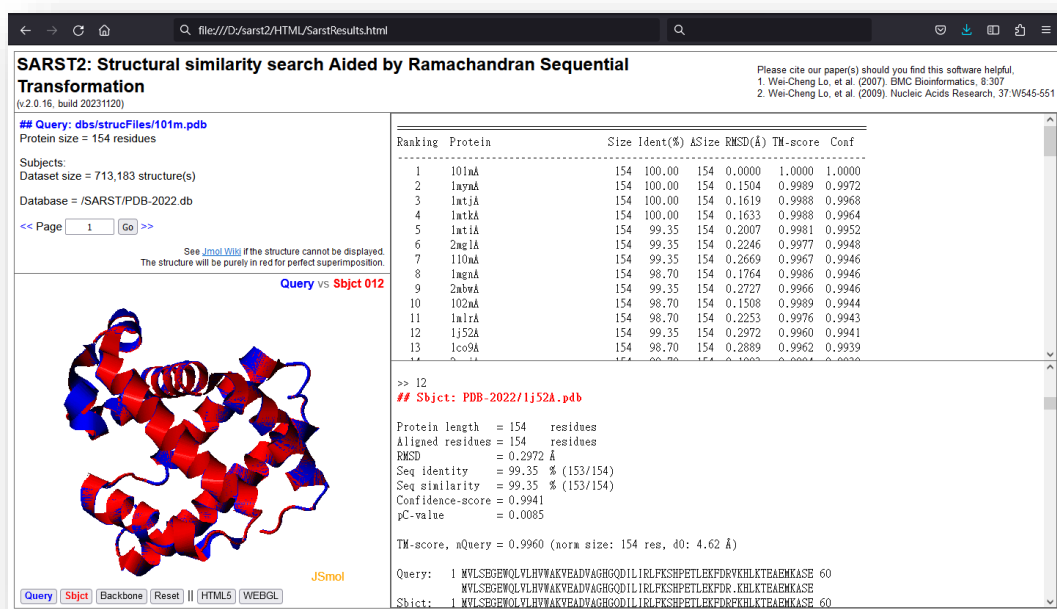 file:///D:/sarst2/HTML/SarstResults.html
SARST2: Structural similarity search Aided by Ramachandran Sequential
Transformation
(v.2.0.16, build 20231120)
Please cite our paper(s) should you find this software helpful,
1. Wei-Cheng Lo, et al. (2007). BMC Bioinformatics, 8:307
2. Wei-Cheng Lo, et al. (2009). Nucleic Acids Research, 37:W545-551
## Query: dbs/strucFiles/101m.pdb
Protein size = 154 residues
Subjects:
Dataset size = 713,183 structure(s)
Database = /SARST/PDB-2022.db
<< Page 1 Go >>
See Jmol Wiki if the structure cannot be displayed.
The structure will be purely in red for perfect superimposition.
Query vs Sbjct 012
JSmol
Query Sbjct Backbone Reset || HTML5 WEBGL
Ranking Protein Size Ident(%) ASize RMSD(Å) TM-score Conf
1 101mA 154 100.00 154 0.0000 1.0000 1.0000
2 1mymA 154 100.00 154 0.1504 0.9989 0.9972
3 1mtjA 154 100.00 154 0.1619 0.9988 0.9968
4 1mtkA 154 100.00 154 0.1633 0.9988 0.9964
5 1mtiA 154 99.35 154 0.2007 0.9981 0.9952
6 2mglA 154 99.35 154 0.2246 0.9977 0.9948
7 110mA 154 99.35 154 0.2669 0.9967 0.9946
8 1mgnA 154 98.70 154 0.1764 0.9986 0.9946
9 2mbwA 154 99.35 154 0.2727 0.9966 0.9946
10 102mA 154 98.70 154 0.1508 0.9989 0.9944
11 1mlrA 154 98.70 154 0.2253 0.9976 0.9943
12 1j52A 154 99.35 154 0.2972 0.9960 0.9941
13 1co9A 154 98.70 154 0.2889 0.9962 0.9939
>> 12
## Sbjct: PDB-2022/1j52A.pdb
Protein length = 154 residues
Aligned residues = 154 residues
RMSD = 0.2972 Å
Seq identity = 99.35 % (153/154)
Seq similarity = 99.35 % (153/154)
Confidence-score = 0.9941
pC-value = 0.0085
TM-score, nQuery = 0.9960 (norm size: 154 res, d0: 4.62 Å)
Query: 1 MVLSEGEWQLVLHVWAKVEADVAGHGQDILIRLFKSHPETLEKFDRVKHLKTEAEMKASE 60
MVLSEGEWQLVLHVWAKVEADVAGHGQDILIRLFKSHPETLEKFDR.KHLKTEAEMKASE
Sbjct: 1 MVLSEGEWQLVLHVWAKVEADVAGHGQDILIRLFKSHPETLEKFDRFKHLKTEAEMKASE 60